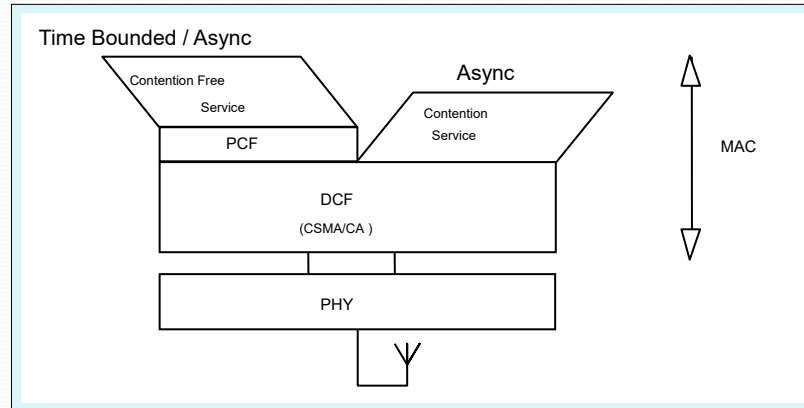 Time Bounded / Async
Contention Free
Service
Async
Contention
Service
PCF
MAC
DCF
(CSMA/CA )
PHY